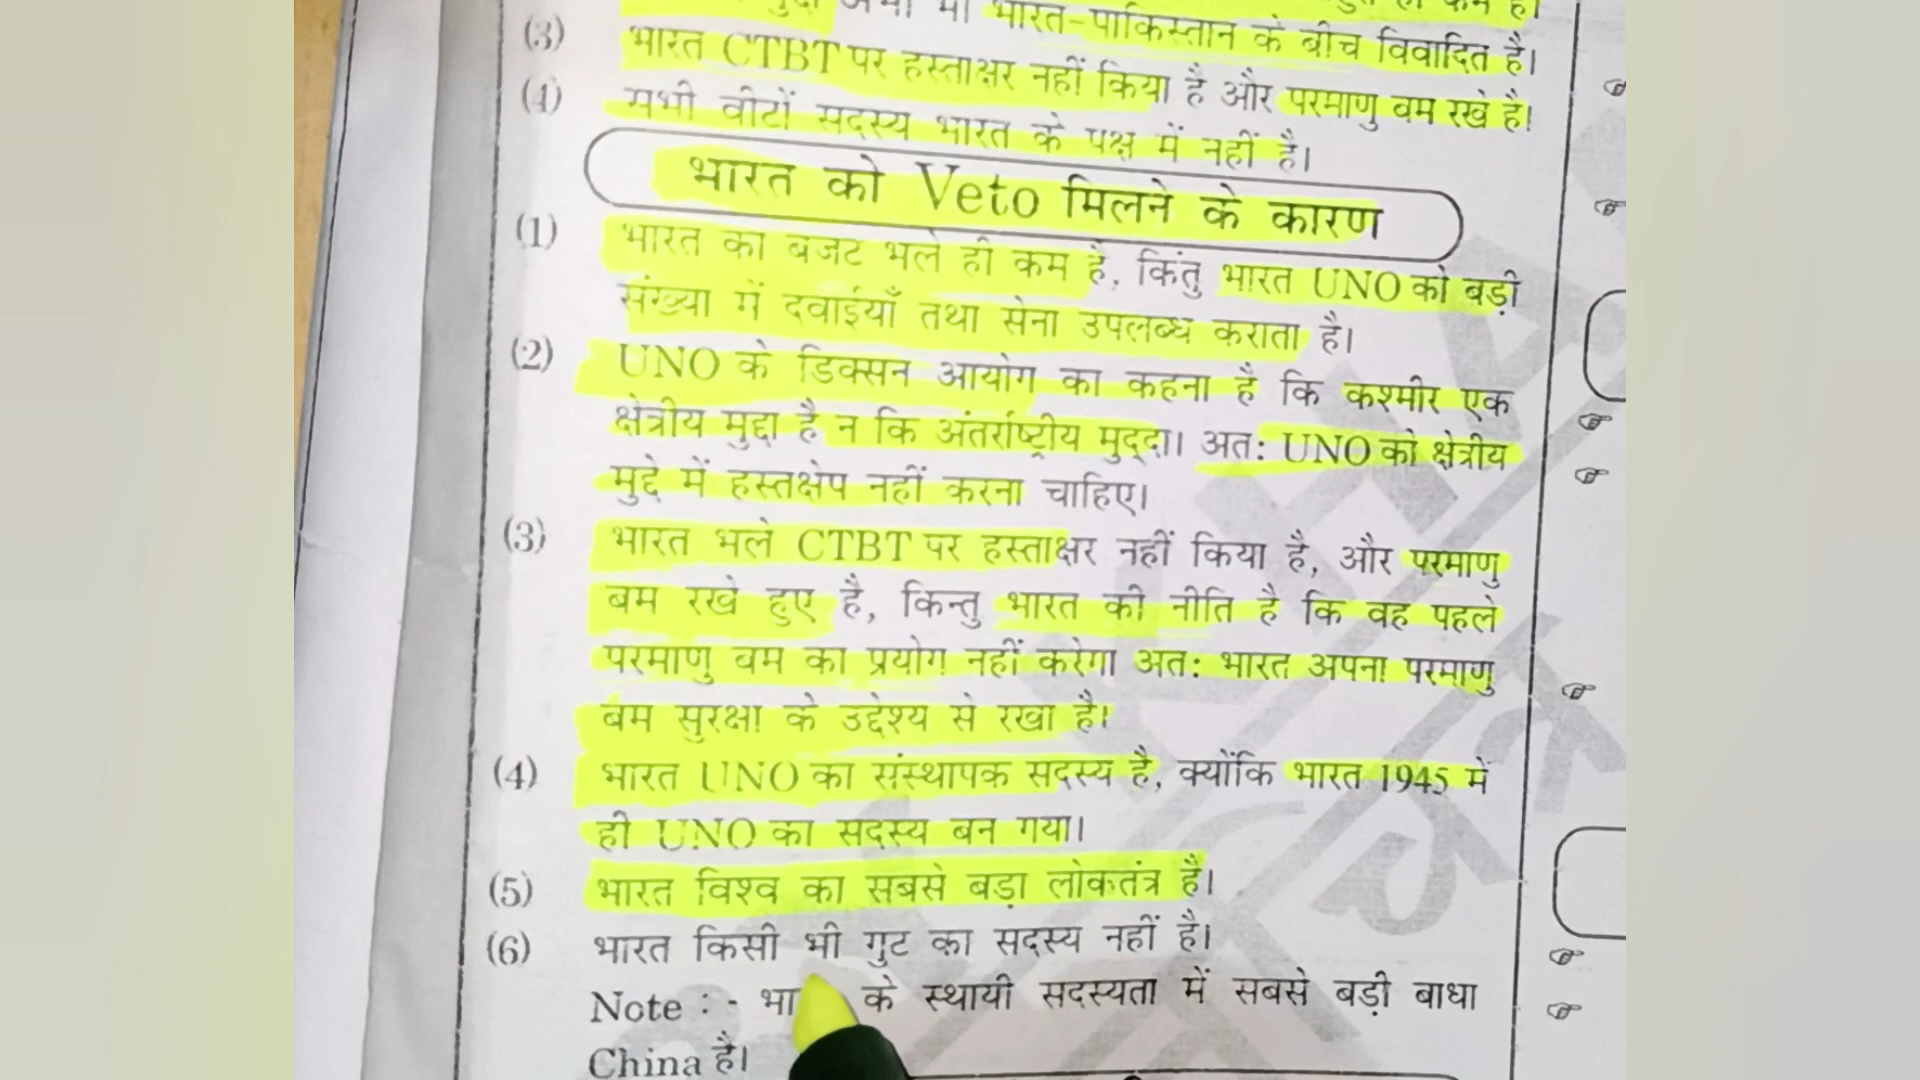 मुद्दा अभी भी भारत-पाकिस्तान के बीच विवादित है।
(3) भारत CTBT पर हस्ताक्षर नहीं किया है और परमाणु बम रखे है।
(4) सभी वीटों सदस्य भारत के पक्ष में नहीं है।
भारत को Veto मिलने के कारण
(1) भारत का बजट भले ही कम है, किंतु भारत UNO को बड़ी
संख्या में दवाईयाँ तथा सेना उपलब्ध कराता है।
(2) UNO के डिक्सन आयोग का कहना है कि कश्मीर एक
क्षेत्रीय मुद्दा है न कि अंतर्राष्ट्रीय मुद्‌दा। अतः UNO को क्षेत्रीय
मुद्दे में हस्तक्षेप नहीं करना चाहिए।
(3) भारत भले CTBT पर हस्ताक्षर नहीं किया है, और परमाणु
बम रखे हुए है, किन्तु भारत की नीति है कि वह पहले
परमाणु बम का प्रयोग नहीं करेगा अतः भारत अपना परमाणु
बम सुरक्षा के उद्देश्य से रखा है।
(4) भारत UNO का संस्थापक सदस्य है, क्योंकि भारत 1945 में
ही UNO का सदस्य बन गया।
(5) भारत विश्व का सबसे बड़ा लोकतंत्र है।
(6) भारत किसी भी गुट का सदस्य नहीं है।
Note : - भा के स्थायी सदस्यता में सबसे बड़ी बाधा
China है।